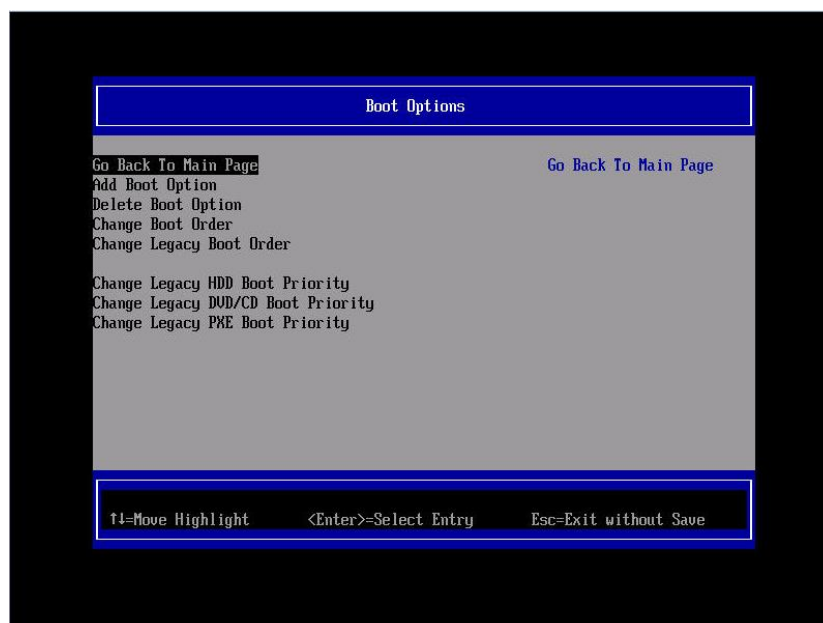 Boot Options
Go Back To Main Page
Go Back To Main Page
Add Boot Option
Delete Boot Option
Change Boot Order
Change Legacy Boot Order
Change Legacy HDD Boot Priority
Change Legacy DVD/CD Boot Priority
Change Legacy PXE Boot Priority
↑↓=Move Highlight <Enter>=Select Entry Esc=Exit without Save